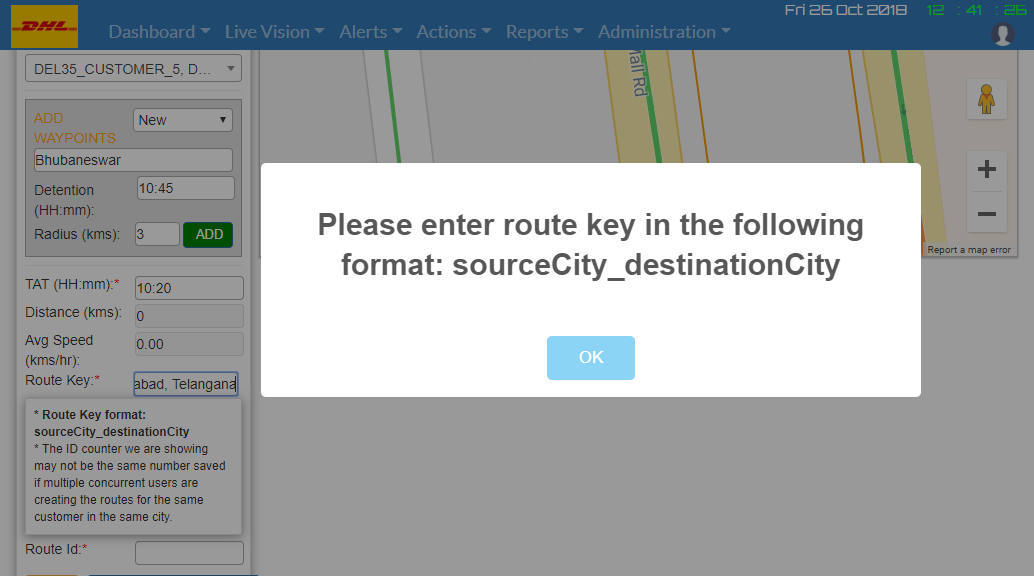 DHL
Fri 26 Oct 2018 12 : 41 : 26
Dashboard Live Vision Alerts Actions Reports Administration
DEL35_CUSTOMER_5, D...
ADD
WAYPOINTS
New
Bhubaneswar
Detention
(HH:mm):
10:45
Radius (kms):
3
ADD
TAT (HH:mm):*
10:20
Distance (kms):
0
Avg Speed
(kms/hr):
0.00
Route Key:*
abad, Telangana
* Route Key format:
sourceCity_destinationCity
* The ID counter we are showing
may not be the same number saved
if multiple concurrent users are
creating the routes for the same
customer in the same city.
Route Id:*
Mall Rd
Please enter route key in the following
format: sourceCity_destinationCity
OK
Report a map error